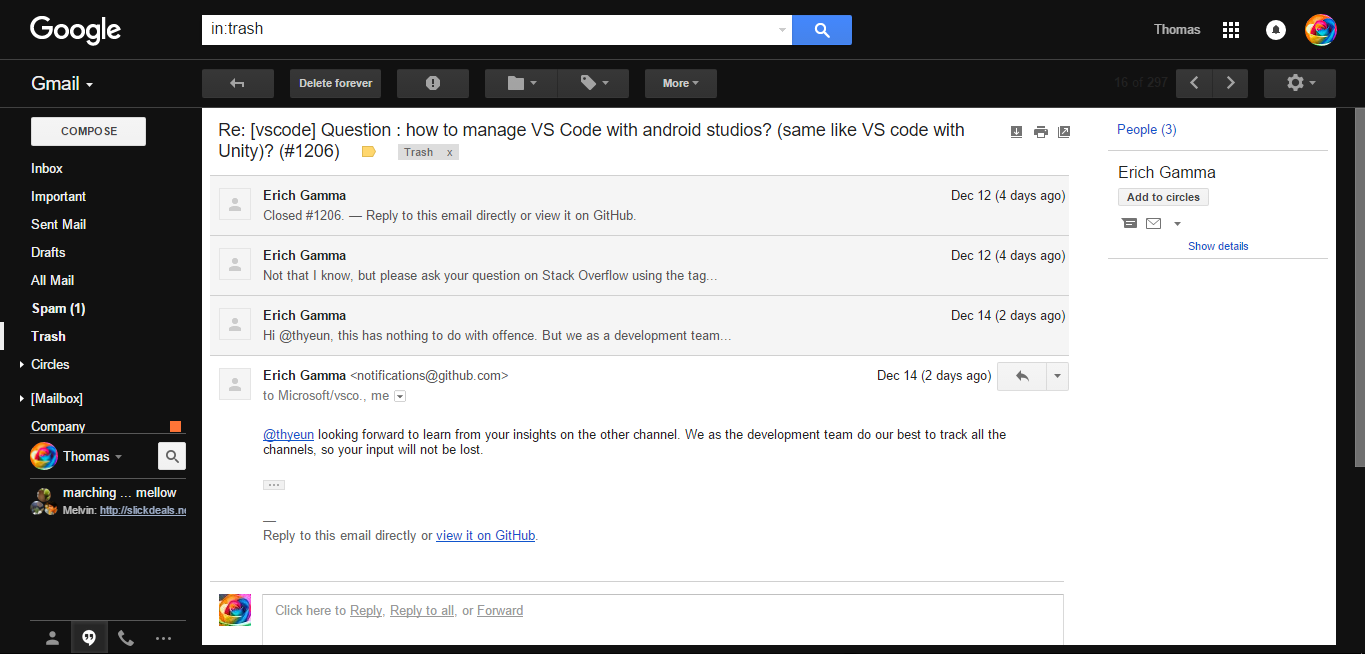 Google
in:trash
Thomas
Gmail
Delete forever
More
16 of 297
COMPOSE
Inbox
Important
Sent Mail
Drafts
All Mail
Spam (1)
Trash
Circles
[Mailbox]
Company
Thomas
marching ... mellow
Melvin: http://slickdeals.ne
Re: [vscode] Question : how to manage VS Code with android studios? (same like VS code with
Unity)? (#1206)
Trash x
Erich Gamma
Dec 12 (4 days ago)
Closed #1206. — Reply to this email directly or view it on GitHub.
Erich Gamma
Dec 12 (4 days ago)
Not that I know, but please ask your question on Stack Overflow using the tag...
Erich Gamma
Dec 14 (2 days ago)
Hi @thyeun, this has nothing to do with offence. But we as a development team...
Erich Gamma <notifications@github.com>
Dec 14 (2 days ago)
to Microsoft/vsco., me
@thyeun looking forward to learn from your insights on the other channel. We as the development team do our best to track all the
channels, so your input will not be lost.
—
Reply to this email directly or view it on GitHub.
Click here to Reply, Reply to all, or Forward
People (3)
Erich Gamma
Add to circles
Show details